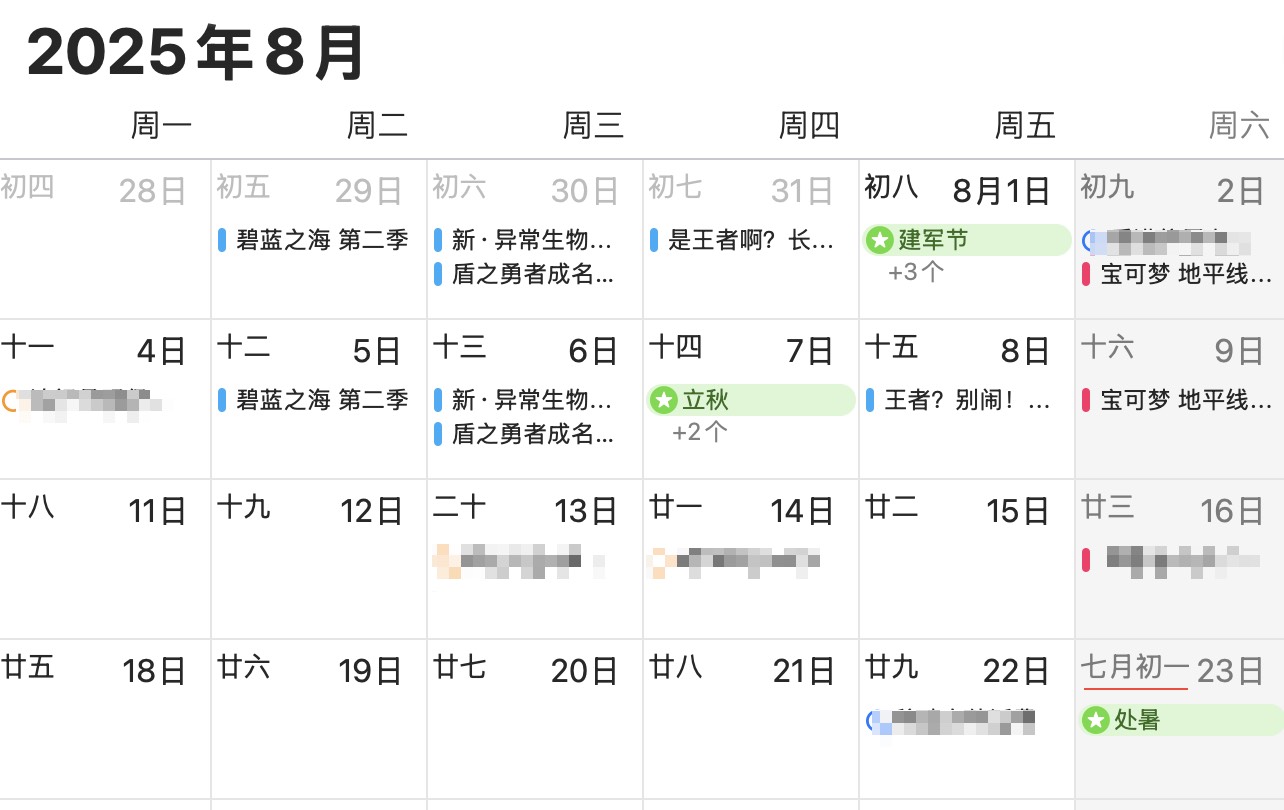 2025年8月
周一 周二 周三 周四 周五 周六
初四 28日 初五 29日 初六 30日 初七 31日 初八 8月1日 初九 2日
碧蓝之海 第二季 新·异常生物… 是王者啊？长… 建军节
盾之勇者成名… +3个 宝可梦 地平线…
十一 4日 十二 5日 十三 6日 十四 7日 十五 8日 十六 9日
碧蓝之海 第二季 新·异常生物… 立秋 王者？别闹！… 宝可梦 地平线…
盾之勇者成名… +2个
十八 11日 十九 12日 二十 13日 廿一 14日 廿二 15日 廿三 16日
廿五 18日 廿六 19日 廿七 20日 廿八 21日 廿九 22日 七月初一 23日
处暑